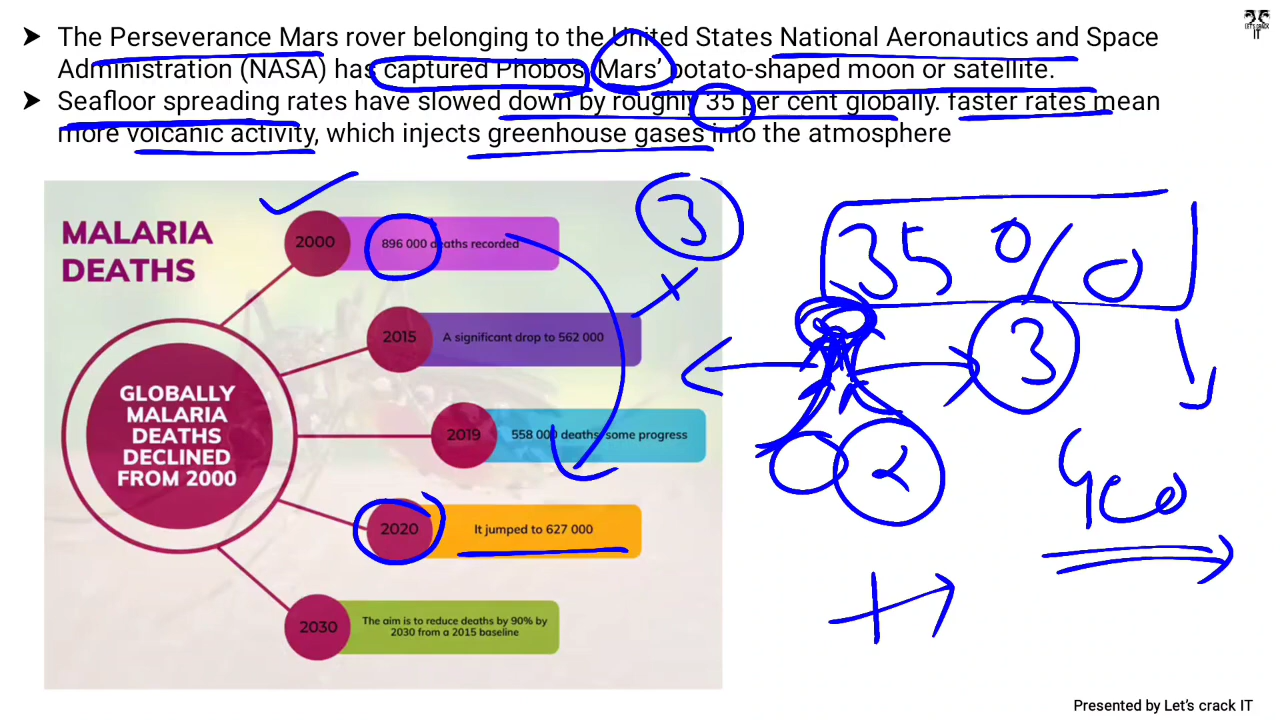 LET'S CRACK
IT
➤ The Perseverance Mars rover belonging to the United States National Aeronautics and Space
Administration (NASA) has captured Phobos, Mars' potato-shaped moon or satellite.
➤ Seafloor spreading rates have slowed down by roughly 35 per cent globally. faster rates mean
more volcanic activity, which injects greenhouse gases into the atmosphere
MALARIA
DEATHS
2000
896 000 deaths recorded
2015
A significant drop to 562 000
2019
558 000 deaths, some progress
2020
It jumped to 627 000
2030
The aim is to reduce deaths by 90% by
2030 from a 2015 baseline
GLOBALLY
MALARIA
DEATHS
DECLINED
FROM 2000
3
35 %
3
2
Presented by Let's crack IT